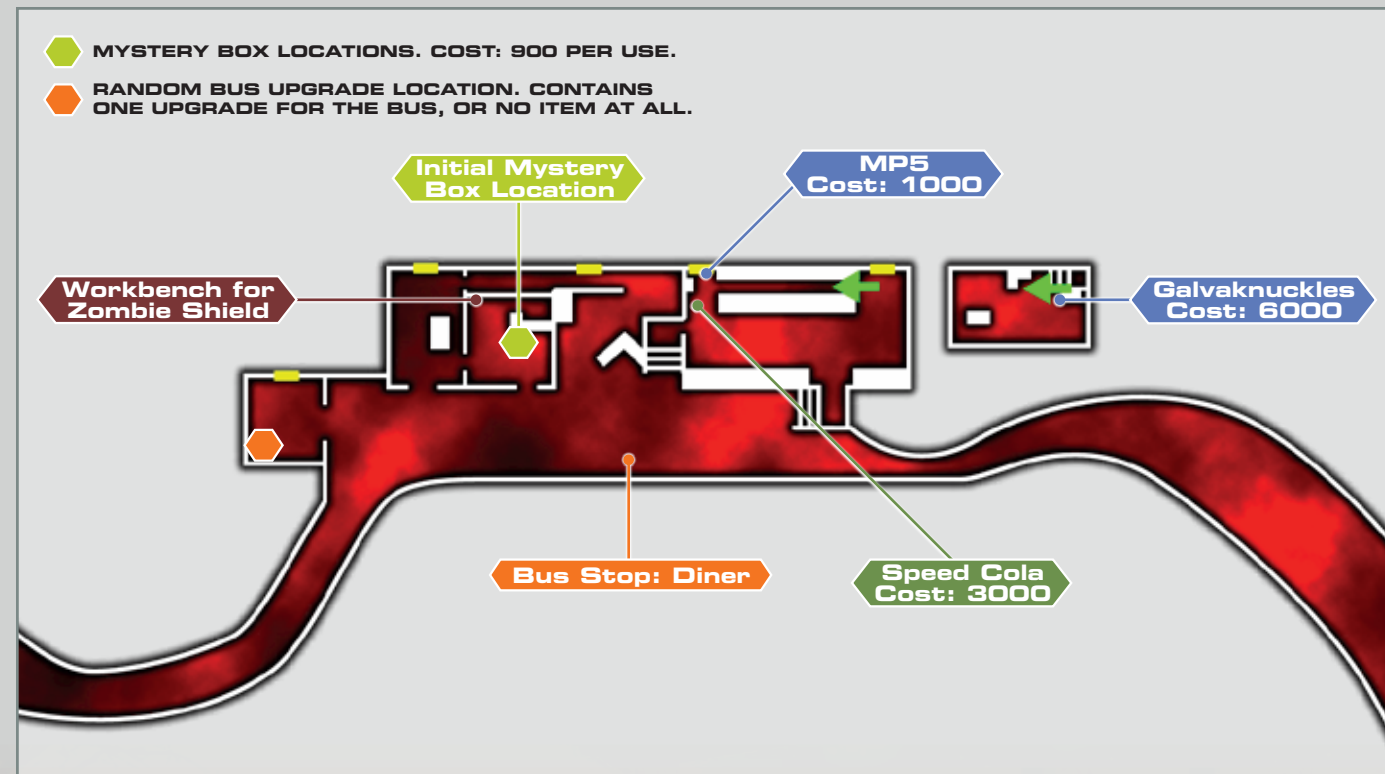 MYSTERY BOX LOCATIONS. COST: 900 PER USE.
RANDOM BUS UPGRADE LOCATION. CONTAINS
ONE UPGRADE FOR THE BUS, OR NO ITEM AT ALL.
Initial Mystery
Box Location
MP5
Cost: 1000
Workbench for
Zombie Shield
Galvaknuckles
Cost: 6000
Bus Stop: Diner
Speed Cola
Cost: 3000